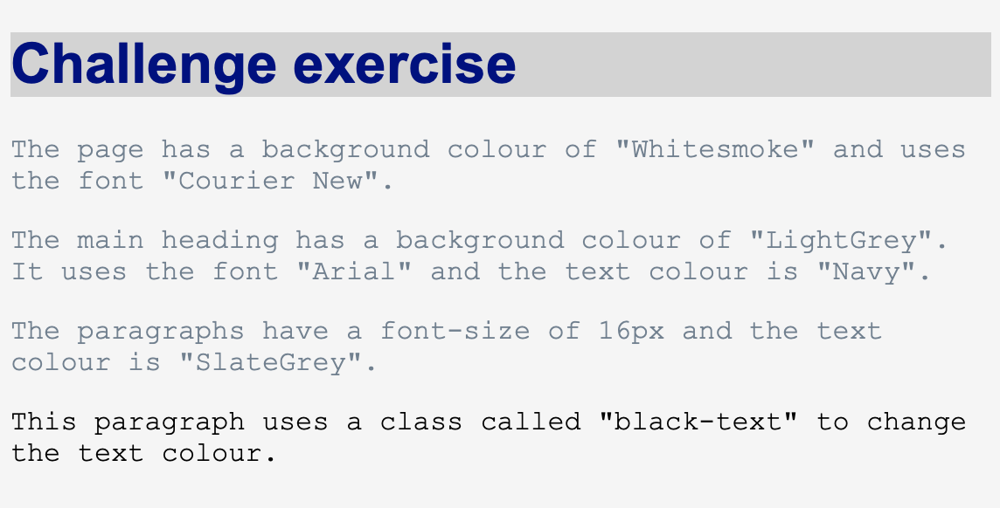 Challenge exercise
The page has a background colour of "Whitesmoke" and uses
the font "Courier New".
The main heading has a background colour of "LightGrey".
It uses the font "Arial" and the text colour is "Navy".
The paragraphs have a font-size of 16px and the text
colour is "SlateGrey".
This paragraph uses a class called "black-text" to change
the text colour.